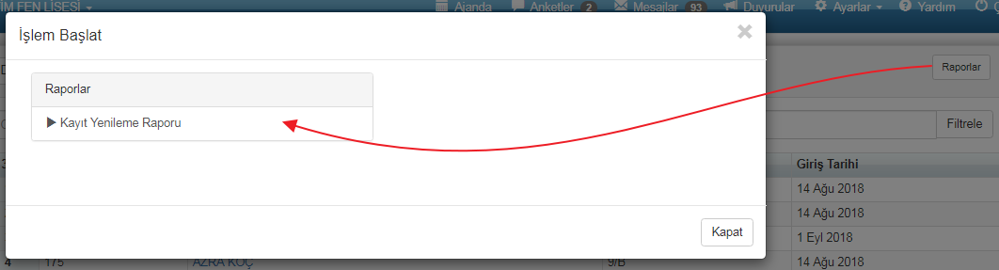 İM FEN LİSESİ
Ajanda
Anketler 2
Mesajlar 93
Duyurular
Ayarlar
Yardım
İşlem Başlat
Raporlar
Raporlar
Kayıt Yenileme Raporu
Filtrele
Giriş Tarihi
14 Ağu 2018
14 Ağu 2018
1 Eyl 2018
Kapat
4 175 AZRA KOÇ 9/B 14 Ağu 2018